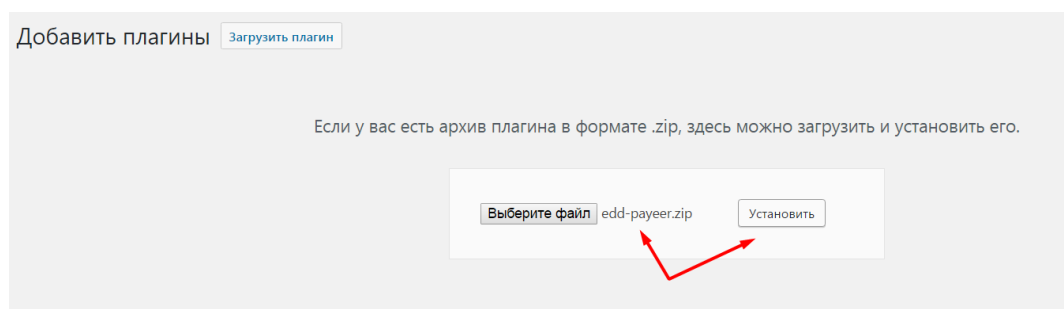 Добавить плагины Загрузить плагин
Если у вас есть архив плагина в формате .zip, здесь можно загрузить и установить его.
Выберите файл edd-payeer.zip Установить